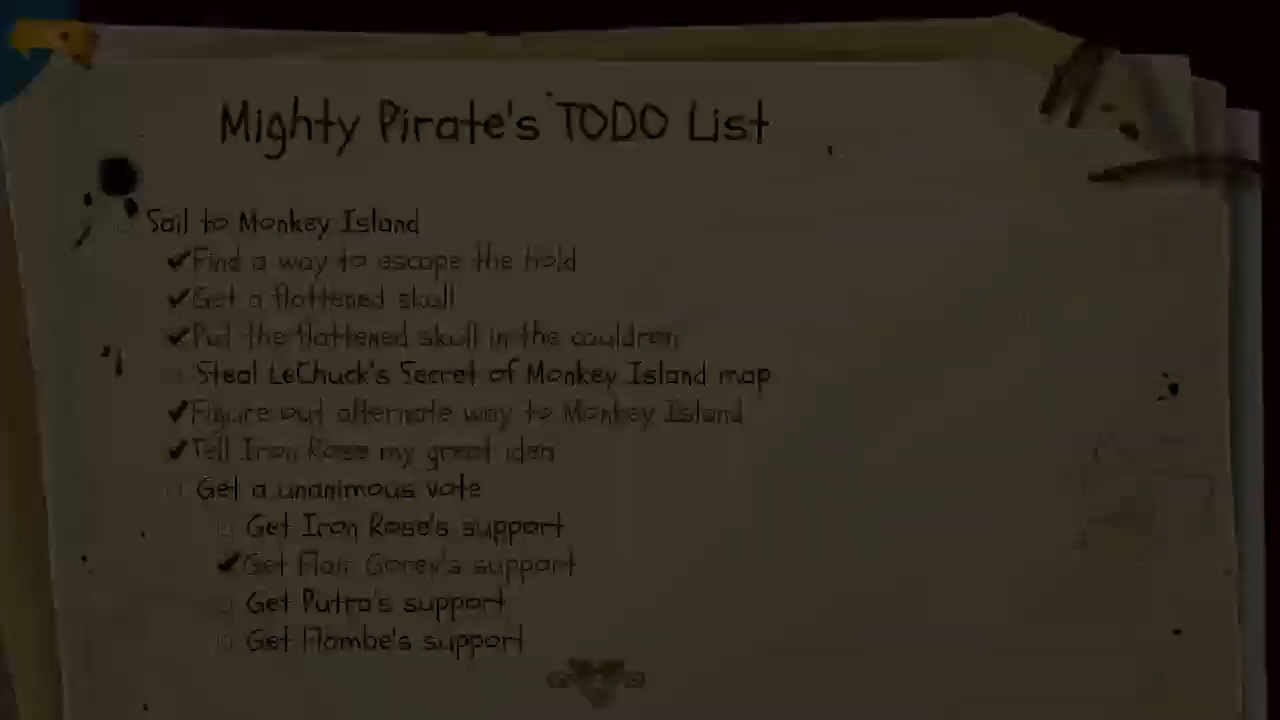 Mighty Pirate's TODO List
Sail to Monkey Island
Find a way to escape the hold
Get a flattened skull
Put the flattened skull in the cauldren
Steal LeChuck's Secret of Monkey Island map
Figure out alternate way to Monkey Island
Tell Iron Rose my great idea
Get a unanimous vote
Get Iron Rose's support
Get Flair Gorey's support
Get Putra's support
Get Flambe's support